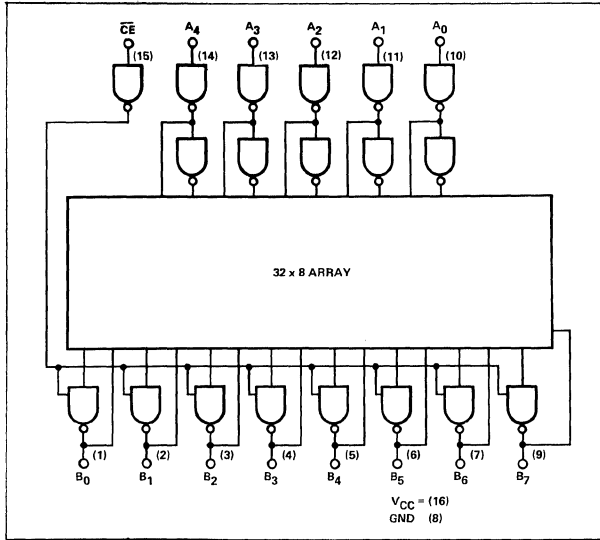 CE A4 A3 A2 A1 A0
(15) (14) (13) (12) (11) (10)
32 x 8 ARRAY
(1) (2) (3) (4) (5) (6) (7) (9)
B0 B1 B2 B3 B4 B5 B6 B7
VCC = (16)
GND (8)